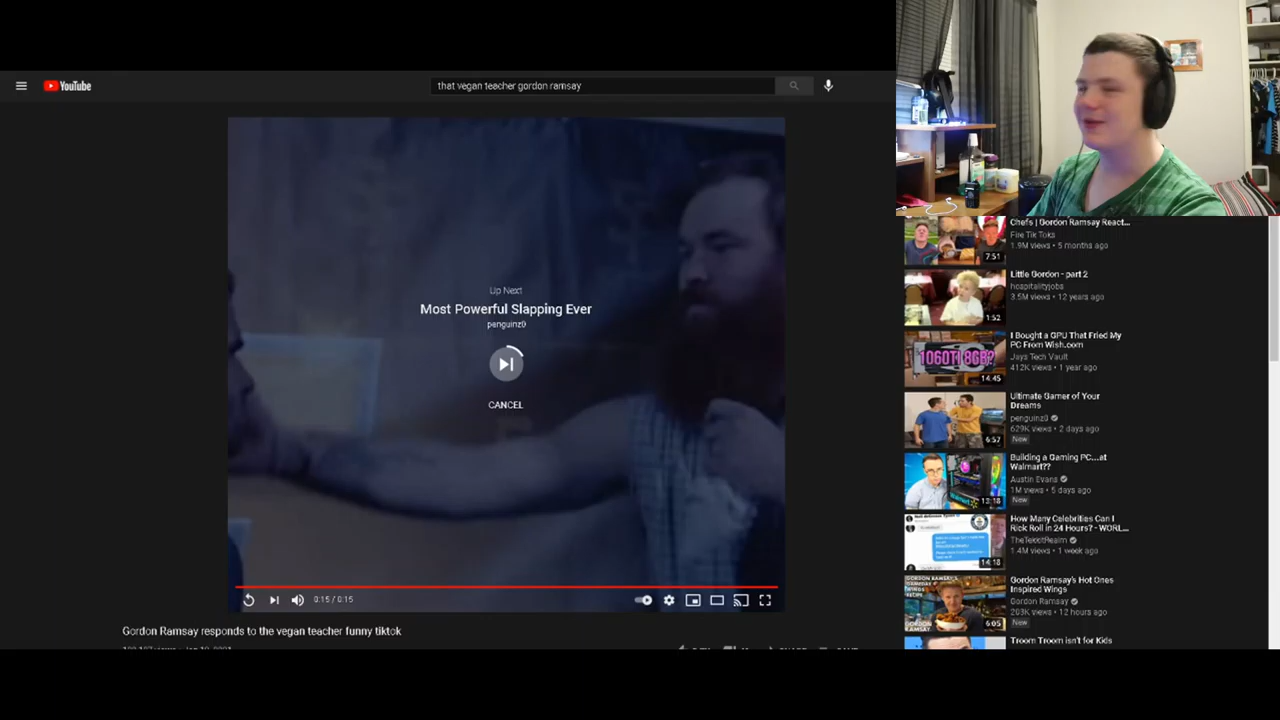 YouTube
that vegan teacher gordon ramsay
Up Next
Most Powerful Slapping Ever
penguinz0
CANCEL
0:15 / 0:15
Gordon Ramsay responds to the vegan teacher funny tiktok
Chefs | Gordon Ramsay React...
Fire Tik Toks
1.9M views • 5 months ago
7:51
Little Gordon - part 2
hospitalityjobs
3.5M views • 12 years ago
1:52
I Bought a GPU That Fried My
PC From Wish.com
Jays Tech Vault
412K views • 1 year ago
1060TI 8GB?
14:45
Ultimate Gamer of Your
Dreams
penguinz0
629K views • 2 days ago
New
6:57
Building a Gaming PC...at
Walmart??
Austin Evans
1M views • 5 days ago
New
13:18
How Many Celebrities Can I
Rick Roll in 24 Hours? - WORL...
TheTekkitRealm
1.4M views • 1 week ago
14:18
Gordon Ramsay's Hot Ones
Inspired Wings
Gordon Ramsay
203K views • 12 hours ago
New
6:05
Troom Troom isn't for Kids